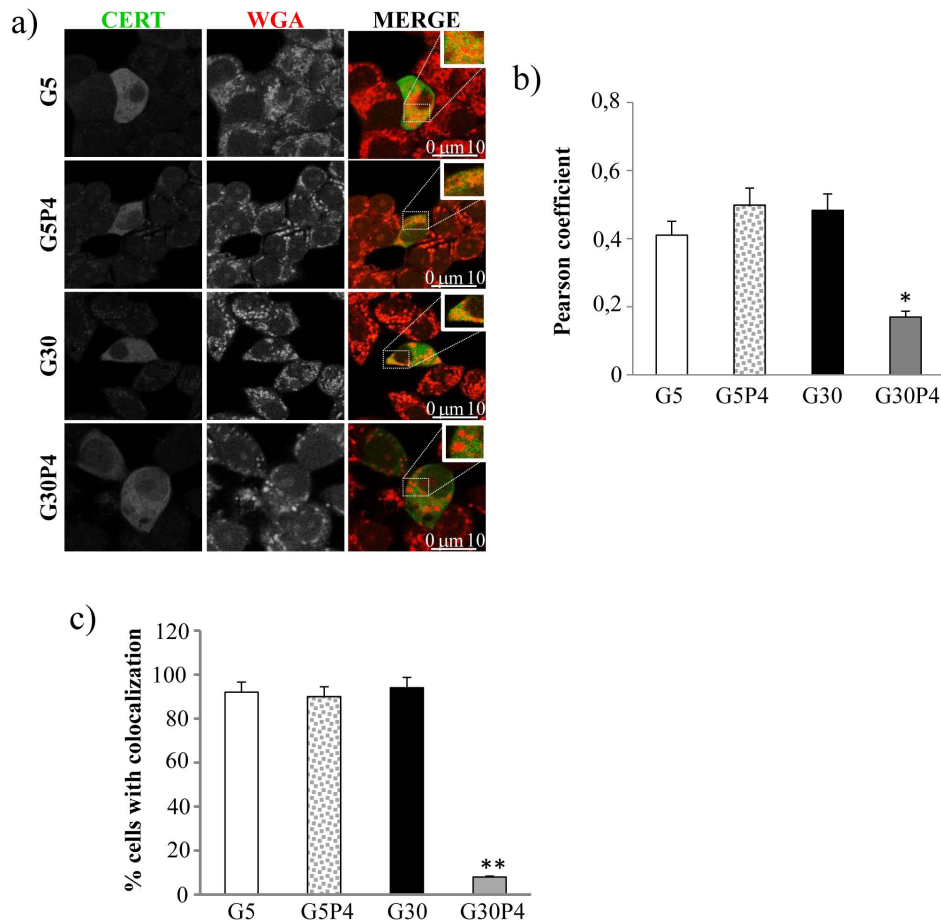 a)
CERT WGA MERGE
G5
0 µm 10
G5P4
0 µm 10
G30
0 µm 10
G30P4
0 µm 10
b)
Pearson coefficient
0,8
0,6
0,4
0,2
0
*
G5 G5P4 G30 G30P4
c)
% cells with colocalization
120
100
80
60
40
20
0
**
G5 G5P4 G30 G30P4